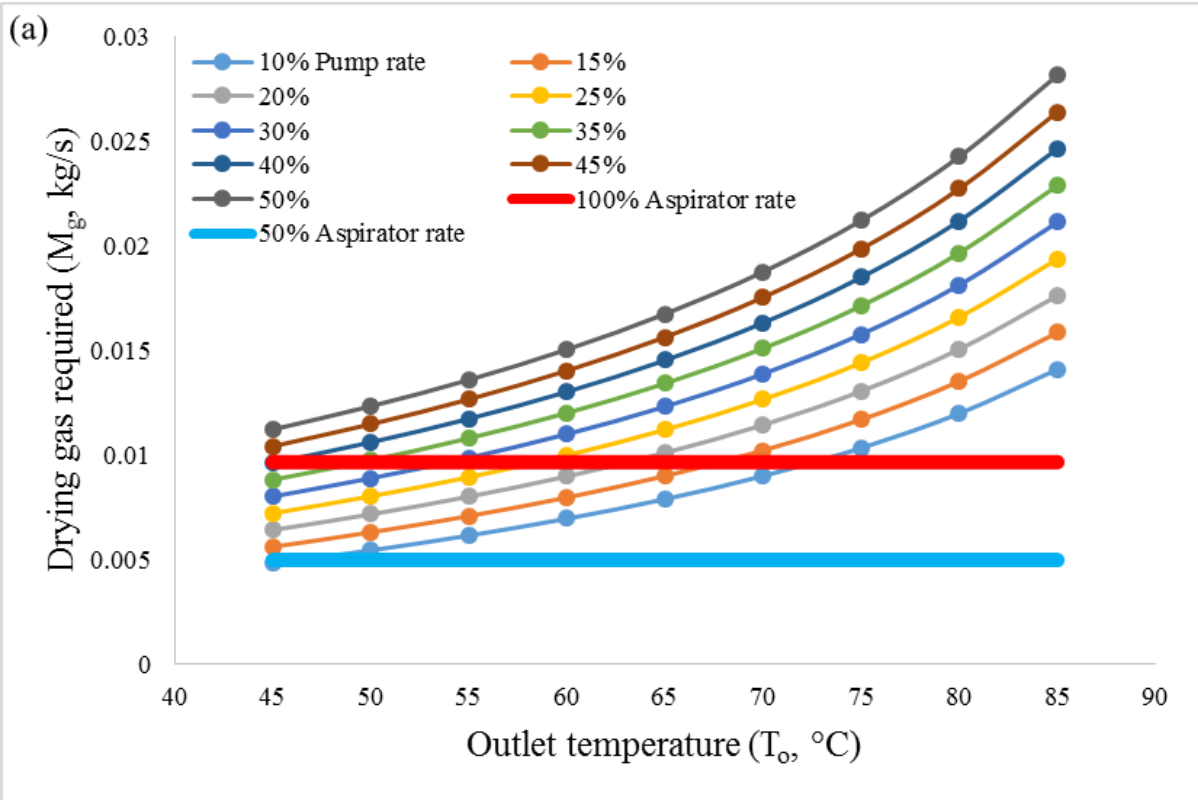 (a)
0.03
0.025
0.02
0.015
0.01
0.005
0
Drying gas required (Mg, kg/s)
10% Pump rate
15%
20%
25%
30%
35%
40%
45%
50%
100% Aspirator rate
50% Aspirator rate
40 45 50 55 60 65 70 75 80 85 90
Outlet temperature (To, °C)